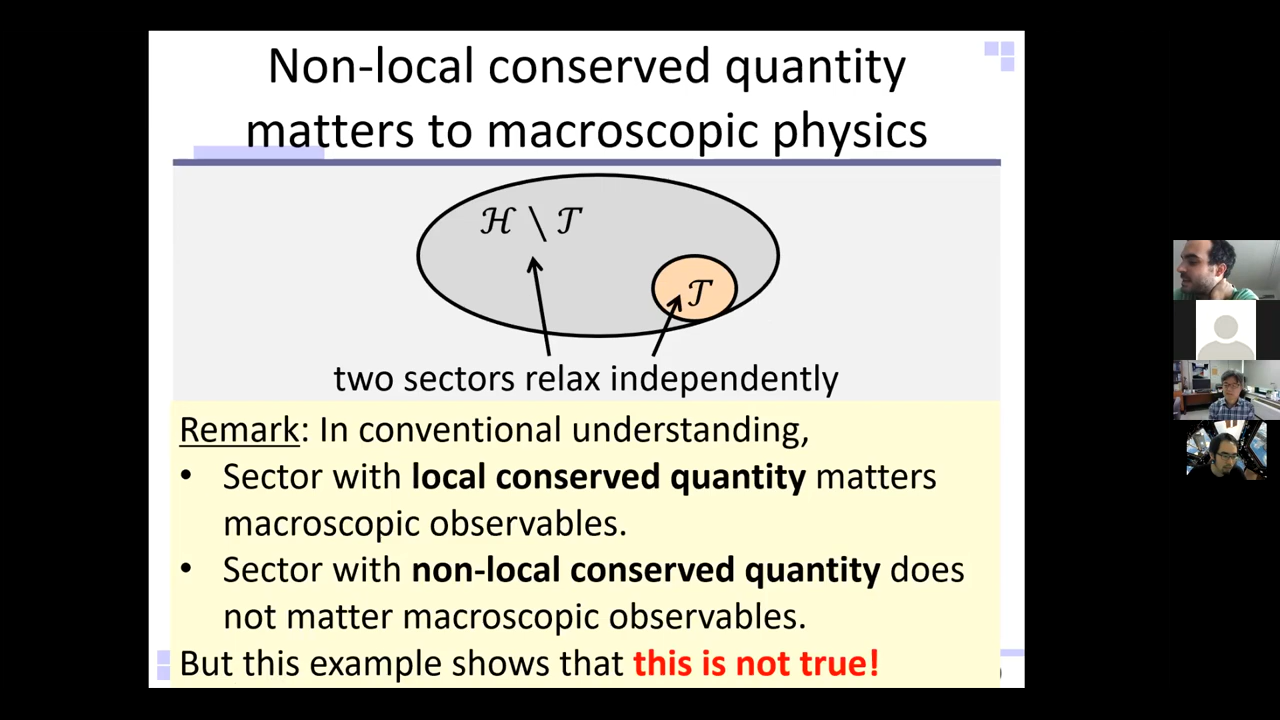 Non-local conserved quantity
matters to macroscopic physics
ℋ \ 𝒯
𝒯
two sectors relax independently
Remark: In conventional understanding,
• Sector with local conserved quantity matters
macroscopic observables.
• Sector with non-local conserved quantity does
not matter macroscopic observables.
But this example shows that this is not true!